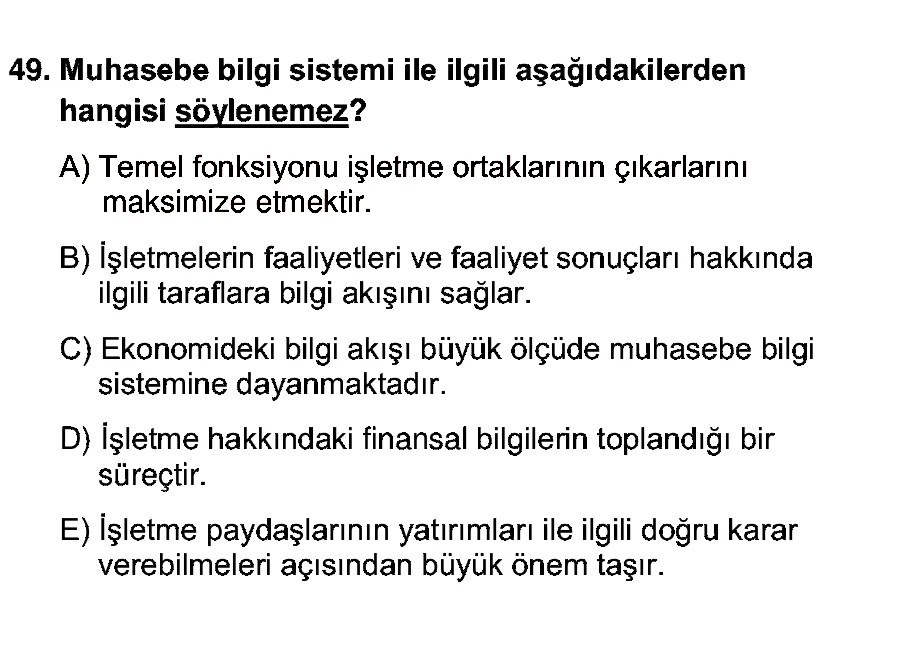 49. Muhasebe bilgi sistemi ile ilgili aşağıdakilerden
hangisi söylenemez?
A) Temel fonksiyonu işletme ortaklarının çıkarlarını
maksimize etmektir.
B) İşletmelerin faaliyetleri ve faaliyet sonuçları hakkında
ilgili taraflara bilgi akışını sağlar.
C) Ekonomideki bilgi akışı büyük ölçüde muhasebe bilgi
sistemine dayanmaktadır.
D) İşletme hakkındaki finansal bilgilerin toplandığı bir
süreçtir.
E) İşletme paydaşlarının yatırımları ile ilgili doğru karar
verebilmeleri açısından büyük önem taşır.